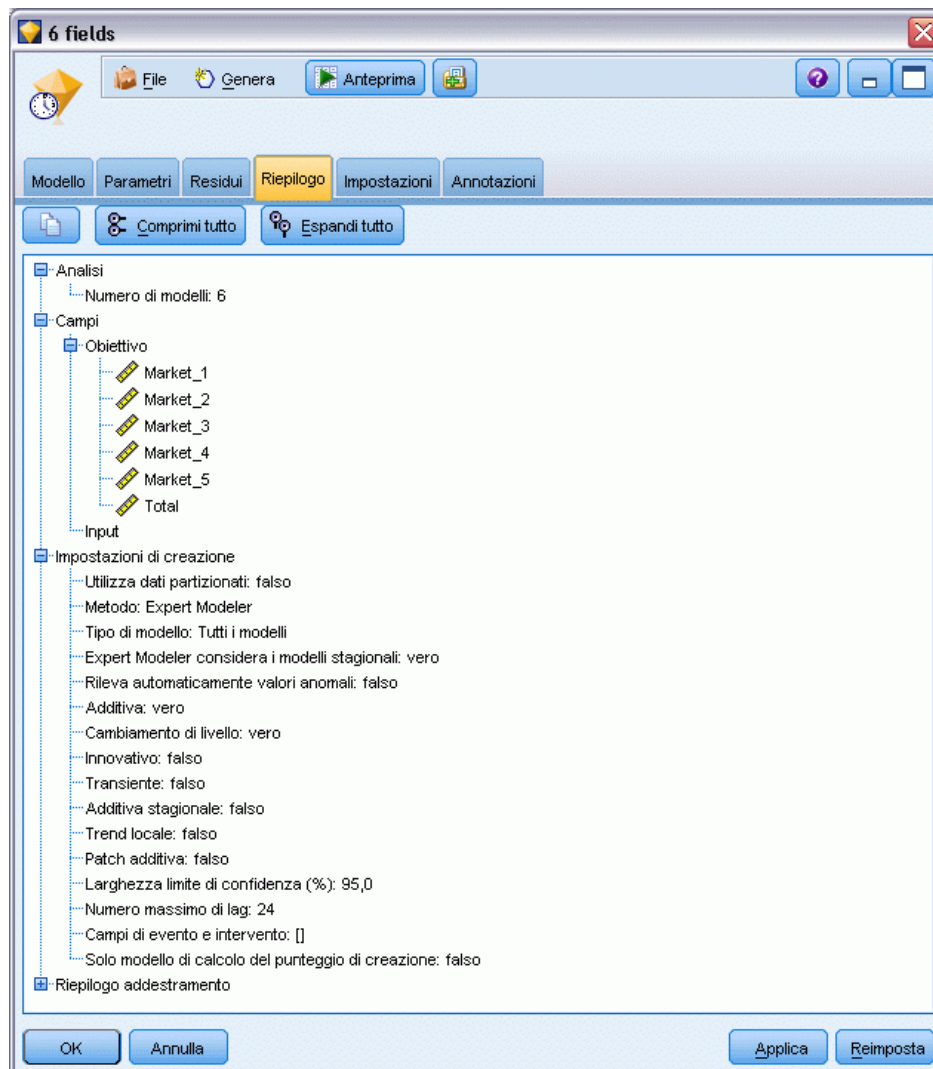 6 fields
File Genera Anteprima
Modello Parametri Residui Riepilogo Impostazioni Annotazioni
Comprimi tutto Espandi tutto
Analisi
Numero di modelli: 6
Campi
Obiettivo
Market_1
Market_2
Market_3
Market_4
Market_5
Total
Input
Impostazioni di creazione
Utilizza dati partizionati: falso
Metodo: Expert Modeler
Tipo di modello: Tutti i modelli
Expert Modeler considera i modelli stagionali: vero
Rileva automaticamente valori anomali: falso
Additiva: vero
Cambiamento di livello: vero
Innovativo: falso
Transiente: falso
Additiva stagionale: falso
Trend locale: falso
Patch additiva: falso
Larghezza limite di confidenza (%): 95,0
Numero massimo di lag: 24
Campi di evento e intervento: []
Solo modello di calcolo del punteggio di creazione: falso
Riepilogo addestramento
OK Annulla Applica Reimposta